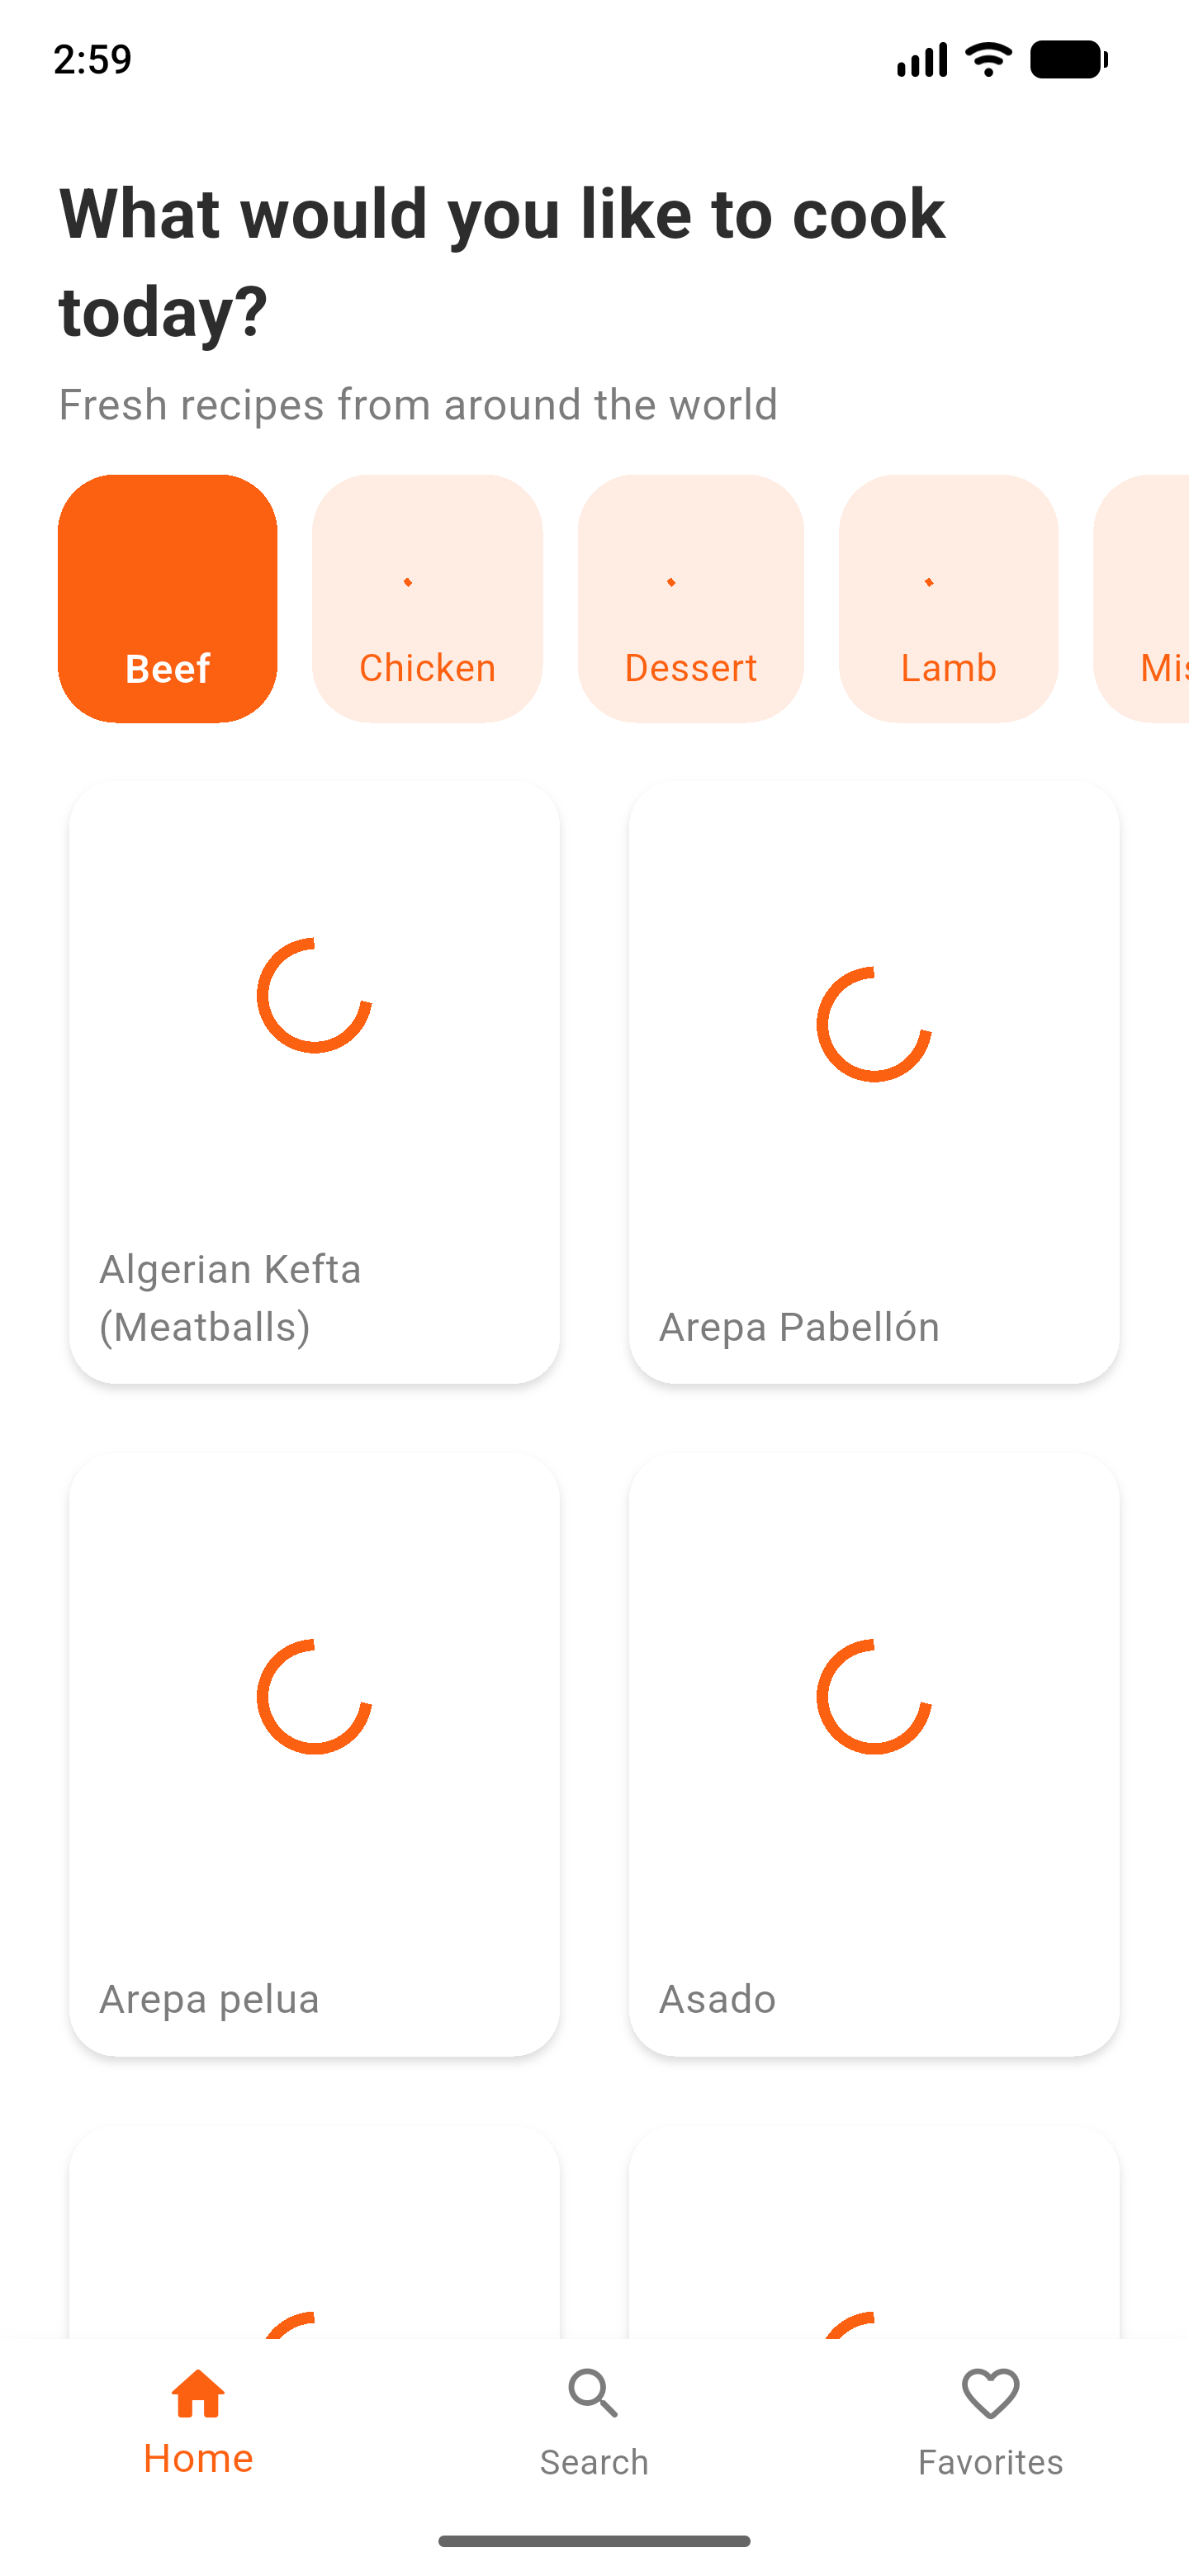 2:59
What would you like to cook
today?
Fresh recipes from around the world
Beef
Chicken
Dessert
Lamb
Mis
Algerian Kefta
(Meatballs)
Arepa Pabellón
Arepa pelua
Asado
Home
Search
Favorites